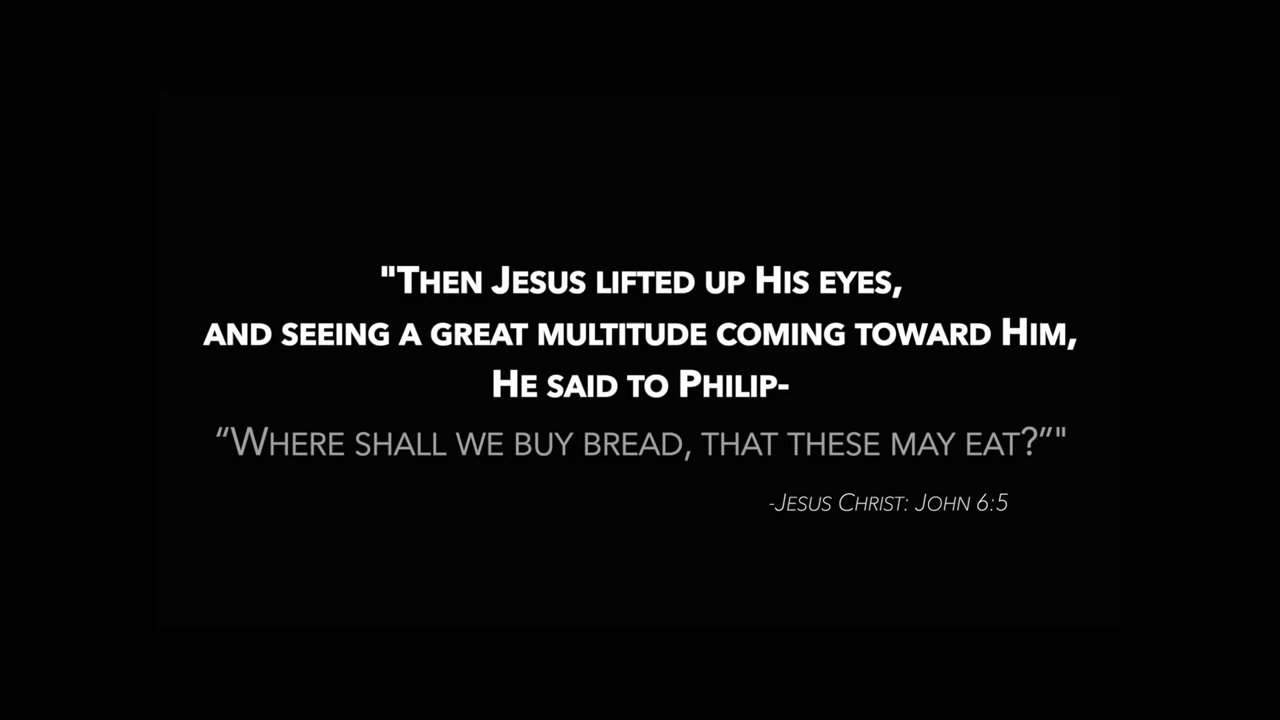 "Then Jesus lifted up His eyes,
and seeing a great multitude coming toward Him,
He said to Philip-
“Where shall we buy bread, that these may eat?”"
-Jesus Christ: John 6:5